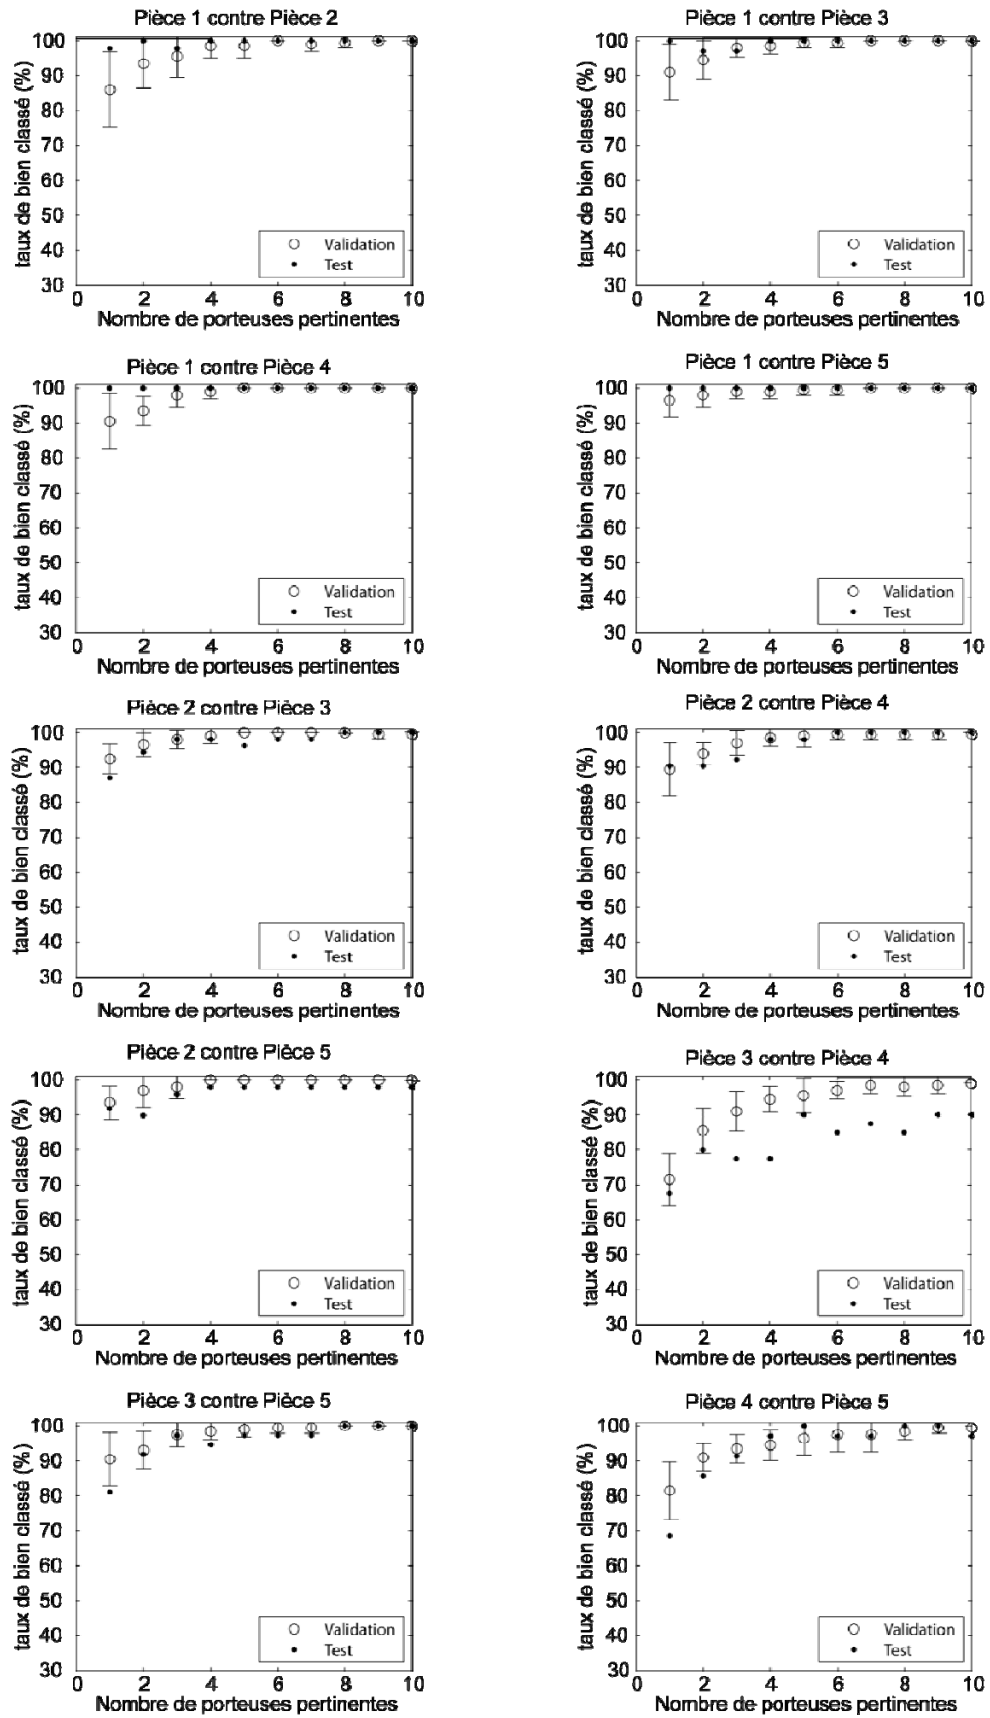 Pièce 1 contre Pièce 2
taux de bien classé (%)
100
90
80
70
60
50
40
30
Validation
Test
0 2 4 6 8 10
Nombre de porteuses pertinentes
Pièce 1 contre Pièce 3
taux de bien classé (%)
100
90
80
70
60
50
40
30
Validation
Test
0 2 4 6 8 10
Nombre de porteuses pertinentes
Pièce 1 contre Pièce 4
taux de bien classé (%)
100
90
80
70
60
50
40
30
Validation
Test
0 2 4 6 8 10
Nombre de porteuses pertinentes
Pièce 1 contre Pièce 5
taux de bien classé (%)
100
90
80
70
60
50
40
30
Validation
Test
0 2 4 6 8 10
Nombre de porteuses pertinentes
Pièce 2 contre Pièce 3
taux de bien classé (%)
100
90
80
70
60
50
40
30
Validation
Test
0 2 4 6 8 10
Nombre de porteuses pertinentes
Pièce 2 contre Pièce 4
taux de bien classé (%)
100
90
80
70
60
50
40
30
Validation
Test
0 2 4 6 8 10
Nombre de porteuses pertinentes
Pièce 2 contre Pièce 5
taux de bien classé (%)
100
90
80
70
60
50
40
30
Validation
Test
0 2 4 6 8 10
Nombre de porteuses pertinentes
Pièce 3 contre Pièce 4
taux de bien classé (%)
100
90
80
70
60
50
40
30
Validation
Test
0 2 4 6 8 10
Nombre de porteuses pertinentes
Pièce 3 contre Pièce 5
taux de bien classé (%)
100
90
80
70
60
50
40
30
Validation
Test
0 2 4 6 8 10
Nombre de porteuses pertinentes
Pièce 4 contre Pièce 5
taux de bien classé (%)
100
90
80
70
60
50
40
30
Validation
Test
0 2 4 6 8 10
Nombre de porteuses pertinentes